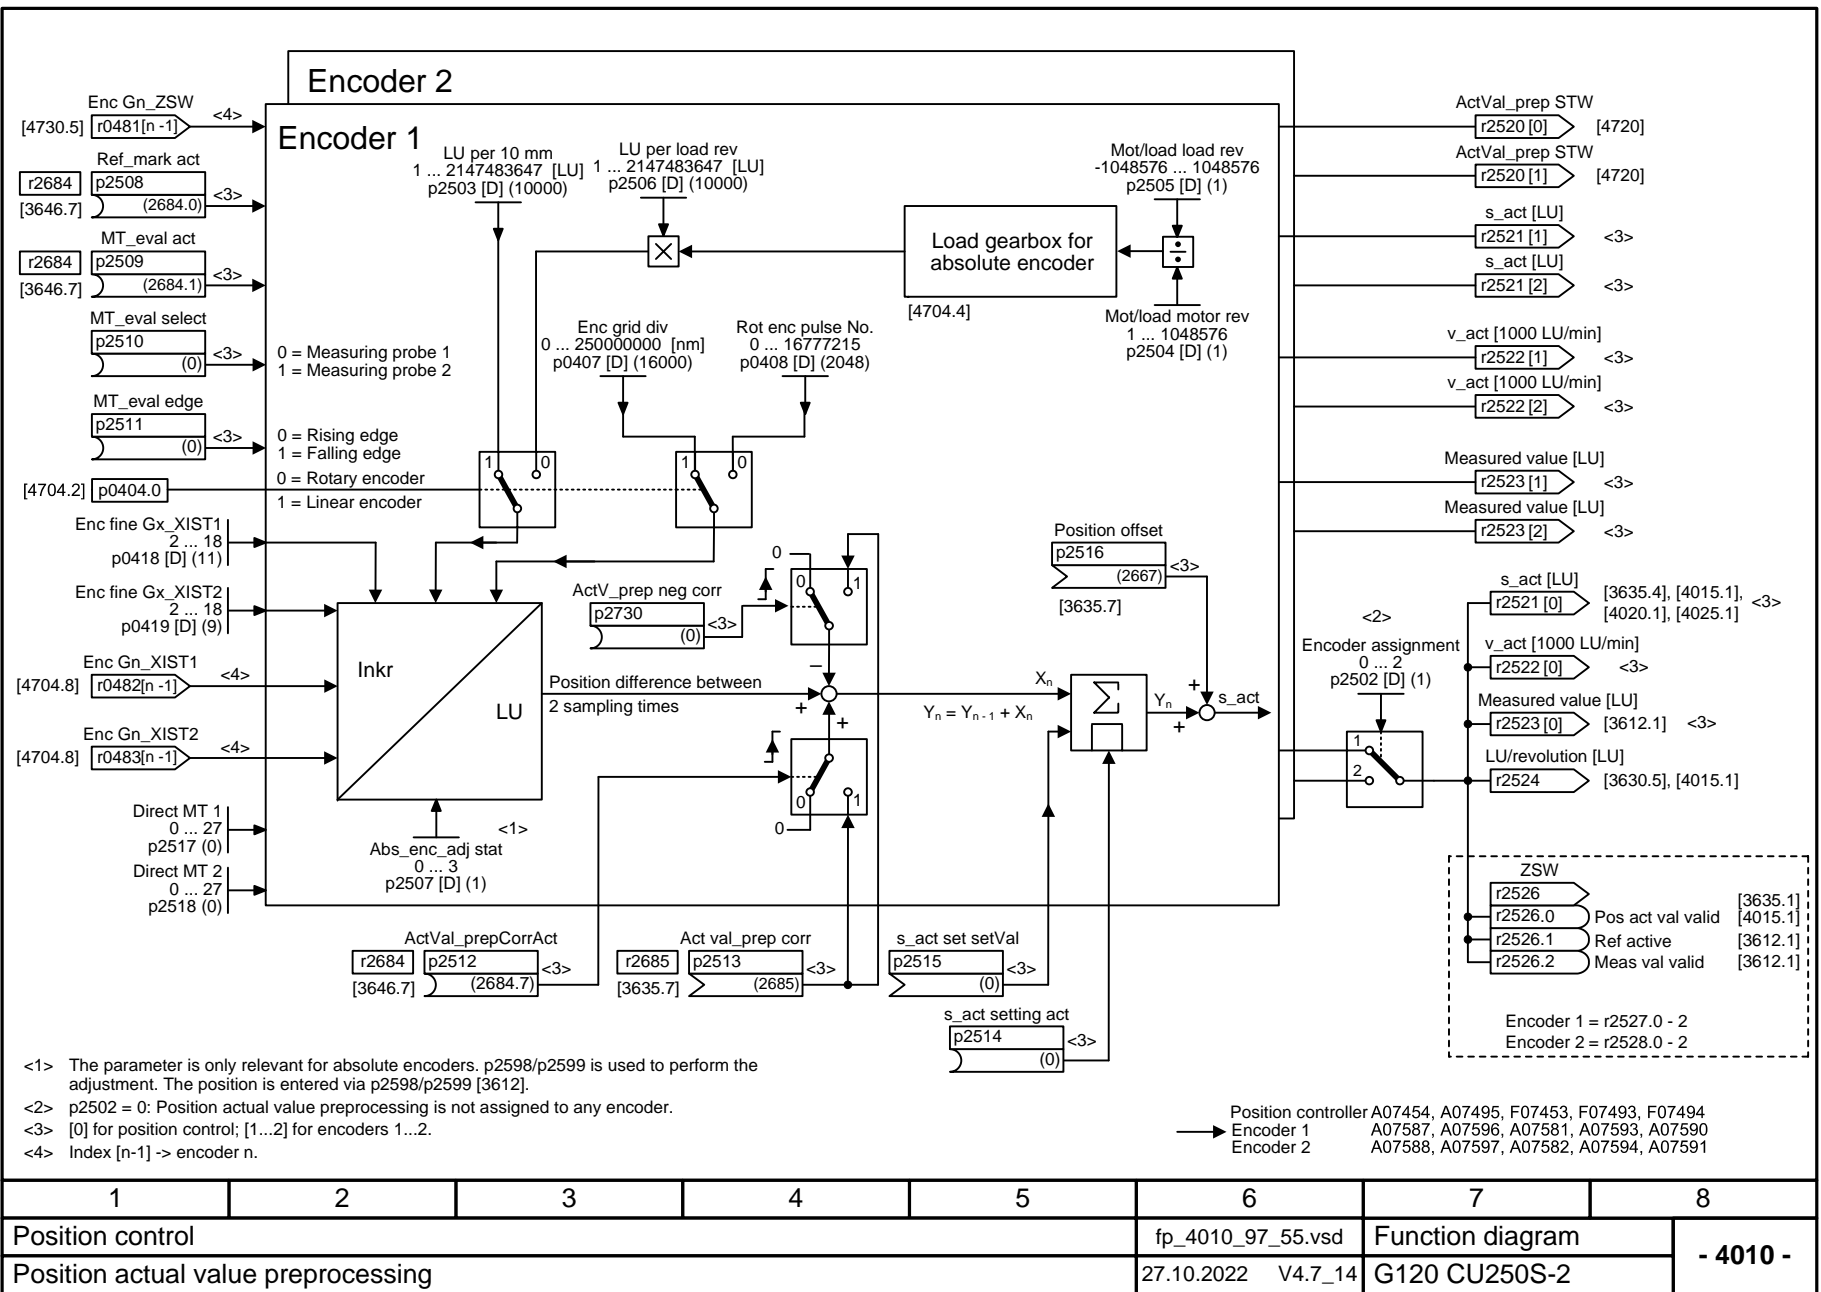 Encoder 2
Encoder 1
Enc Gn_ZSW
[4730.5] r0481[n -1] <4>
Ref_mark act
r2684 p2508
[3646.7] (2684.0) <3>
MT_eval act
r2684 p2509
[3646.7] (2684.1) <3>
MT_eval select
p2510
(0) <3>
0 = Measuring probe 1
1 = Measuring probe 2
MT_eval edge
p2511
(0) <3>
0 = Rising edge
1 = Falling edge
0 = Rotary encoder
[4704.2] p0404.0
1 = Linear encoder
Enc fine Gx_XIST1
2 ... 18
p0418 [D] (11)
Enc fine Gx_XIST2
2 ... 18
p0419 [D] (9)
Enc Gn_XIST1
[4704.8] r0482[n -1] <4>
Enc Gn_XIST2
[4704.8] r0483[n -1] <4>
Direct MT 1
0 ... 27
p2517 (0)
Direct MT 2
0 ... 27
p2518 (0)
LU per 10 mm
1 ... 2147483647 [LU]
p2503 [D] (10000)
LU per load rev
1 ... 2147483647 [LU]
p2506 [D] (10000)
Load gearbox for
absolute encoder
[4704.4]
Mot/load load rev
-1048576 ... 1048576
p2505 [D] (1)
Mot/load motor rev
1 ... 1048576
p2504 [D] (1)
Enc grid div
0 ... 250000000 [nm]
p0407 [D] (16000)
Rot enc pulse No.
0 ... 16777215
p0408 [D] (2048)
1 0
1 0
Inkr
LU
Abs_enc_adj stat
0 ... 3
p2507 [D] (1)
<1>
ActV_prep neg corr
p2730
(0) <3>
0
0 1
Position difference between
2 sampling times
–
+
+
0 1
0
Yn = Yn - 1 + Xn
Xn
Σ
Yn
+
+
s_act
Position offset
p2516
(2667) <3>
[3635.7]
ActVal_prepCorrAct
r2684 p2512
[3646.7] (2684.7) <3>
Act val_prep corr
r2685 p2513
[3635.7] (2685) <3>
s_act set setVal
p2515
(0) <3>
s_act setting act
p2514
(0) <3>
ActVal_prep STW
r2520 [0] [4720]
ActVal_prep STW
r2520 [1] [4720]
s_act [LU]
r2521 [1] <3>
s_act [LU]
r2521 [2] <3>
v_act [1000 LU/min]
r2522 [1] <3>
v_act [1000 LU/min]
r2522 [2] <3>
Measured value [LU]
r2523 [1] <3>
Measured value [LU]
r2523 [2] <3>
<2>
Encoder assignment
0 ... 2
p2502 [D] (1)
1
2
s_act [LU]
r2521 [0] [3635.4], [4015.1], <3>
[4020.1], [4025.1]
v_act [1000 LU/min]
r2522 [0] <3>
Measured value [LU]
r2523 [0] [3612.1] <3>
LU/revolution [LU]
r2524 [3630.5], [4015.1]
ZSW
r2526 [3635.1]
r2526.0 Pos act val valid [4015.1]
r2526.1 Ref active [3612.1]
r2526.2 Meas val valid [3612.1]
Encoder 1 = r2527.0 - 2
Encoder 2 = r2528.0 - 2
<1> The parameter is only relevant for absolute encoders. p2598/p2599 is used to perform the
adjustment. The position is entered via p2598/p2599 [3612].
<2> p2502 = 0: Position actual value preprocessing is not assigned to any encoder.
<3> [0] for position control; [1...2] for encoders 1...2.
<4> Index [n-1] -> encoder n.
Position controller A07454, A07495, F07453, F07493, F07494
Encoder 1 A07587, A07596, A07581, A07593, A07590
Encoder 2 A07588, A07597, A07582, A07594, A07591
1 2 3 4 5 6 7 8
Position control fp_4010_97_55.vsd Function diagram
- 4010 -
Position actual value preprocessing 27.10.2022 V4.7_14 G120 CU250S-2